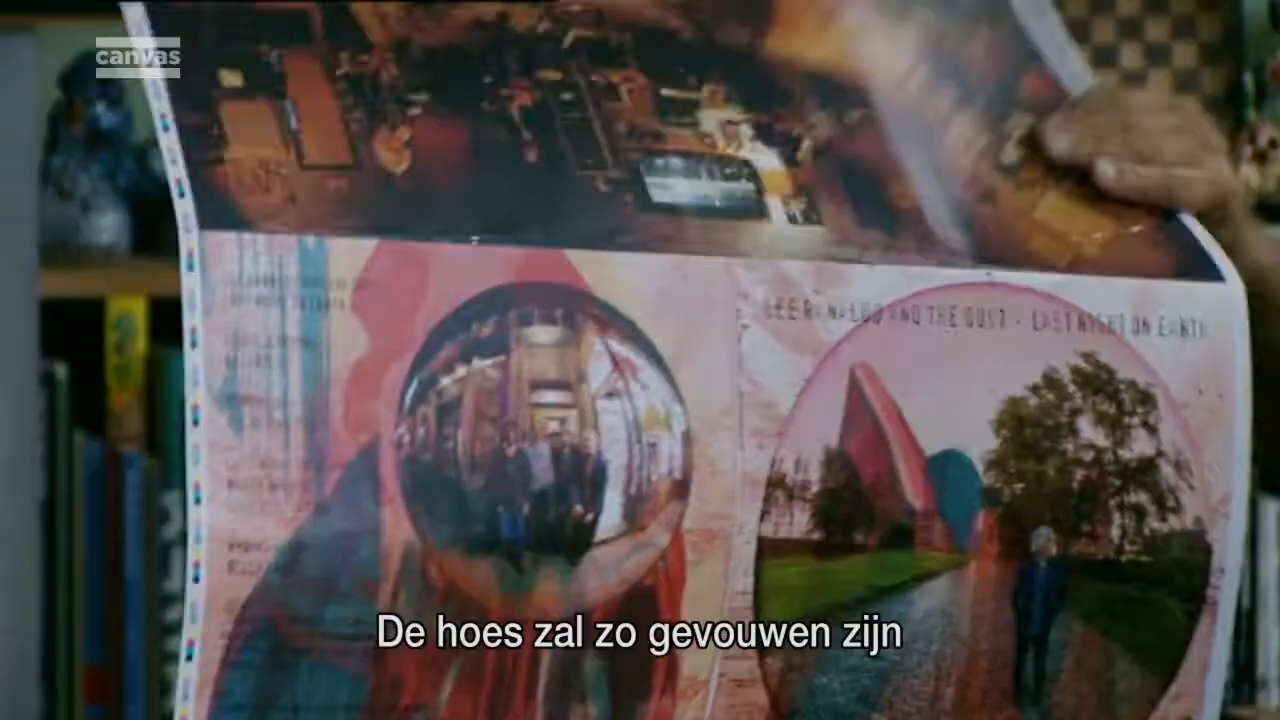 canvas
LEE RANALDO AND THE DUST - LAST NIGHT ON EARTH
De hoes zal zo gevouwen zijn